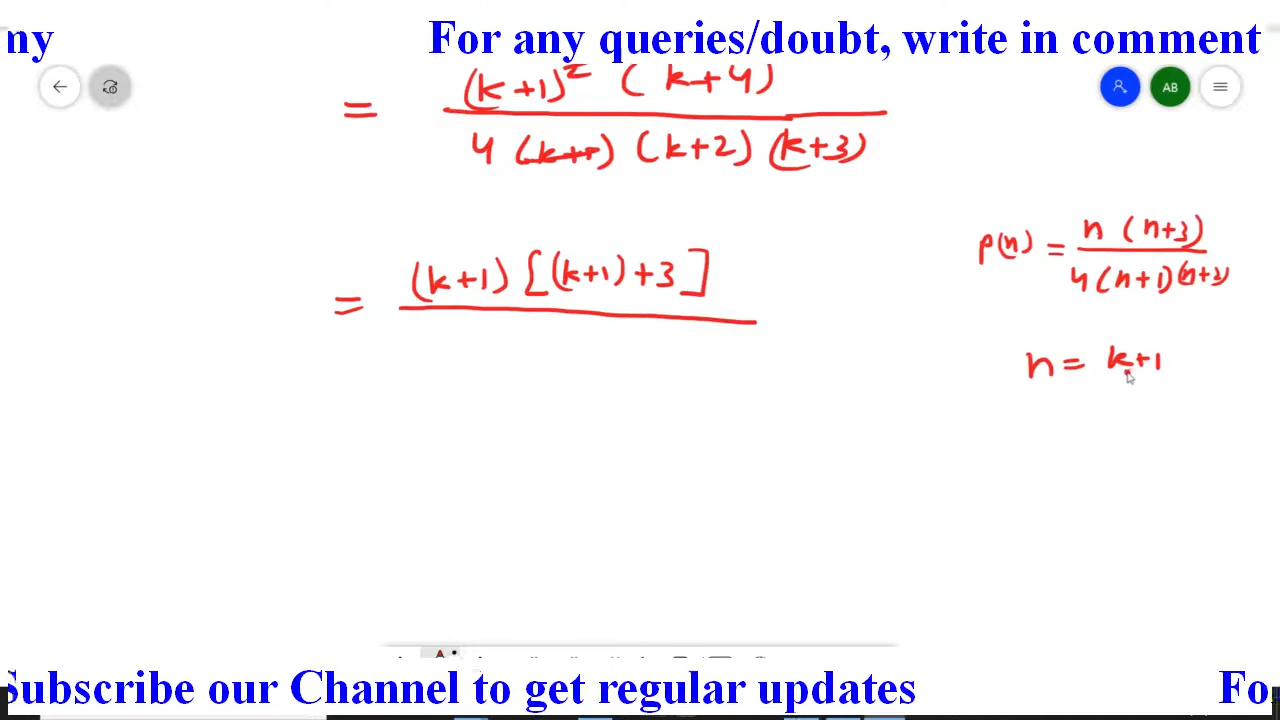 ny For any queries/doubt, write in comment
AB
= (k+1)² (k+4) / 4 (k+1) (k+2) (k+3)
P(n) = n (n+3) / 4 (n+1) (n+2)
= (k+1) [(k+1)+3]
n = k+1
Subscribe our Channel to get regular updates Fo